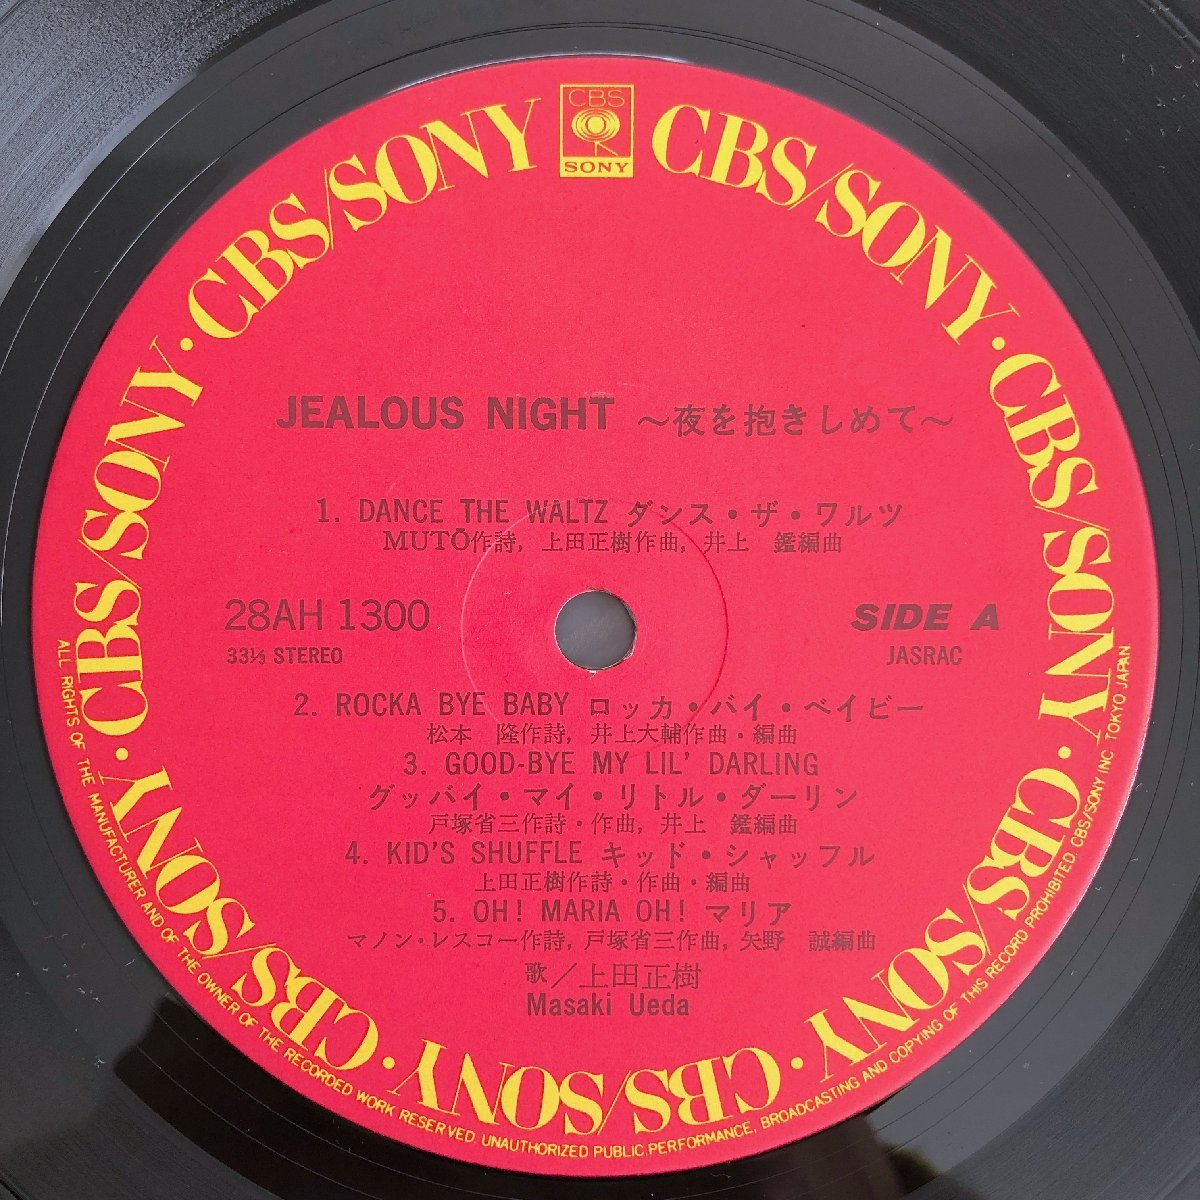 CBS
SONY
CBS/SONY · CBS/SONY · CBS/SONY · CBS/SONY · CBS/SONY · CBS/SONY · CBS/SONY · CBS/SONY · CBS/SONY
JEALOUS NIGHT ～夜を抱きしめて～
1. DANCE THE WALTZ ダンス・ザ・ワルツ
MUTŌ作詩, 上田正樹作曲, 井上 鑑編曲
28AH 1300
33⅓ STEREO
SIDE A
JASRAC
2. ROCKA BYE BABY ロッカ・バイ・ベイビー
松本 隆作詩, 井上大輔作曲・編曲
3. GOOD-BYE MY LIL' DARLING
グッバイ・マイ・リトル・ダーリン
戸塚省三作詩・作曲, 井上 鑑編曲
4. KID'S SHUFFLE キッド・シャッフル
上田正樹作詩・作曲・編曲
5. OH! MARIA OH! マリア
マノン・レスコー作詩, 戸塚省三作曲, 矢野 誠編曲
歌／上田正樹
Masaki Ueda
ALL RIGHTS OF THE MANUFACTURER AND OF THE OWNER OF THE RECORDED WORK RESERVED. UNAUTHORIZED PUBLIC PERFORMANCE, BROADCASTING AND COPYING OF THIS RECORD PROHIBITED CBS/SONY INC. TOKYO JAPAN